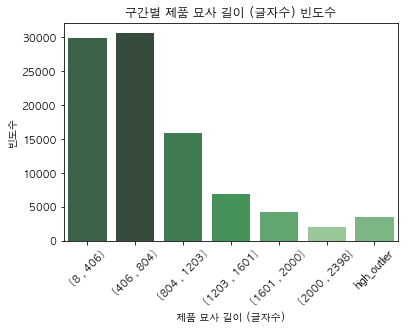 구간별 제품 묘사 길이 (글자수) 빈도수
빈도수
30000
25000
20000
15000
10000
5000
0
[8 , 406)
[406 , 804)
[804 , 1203)
[1203 , 1601)
[1601 , 2000)
[2000 , 2398)
high_outlier
제품 묘사 길이 (글자수)